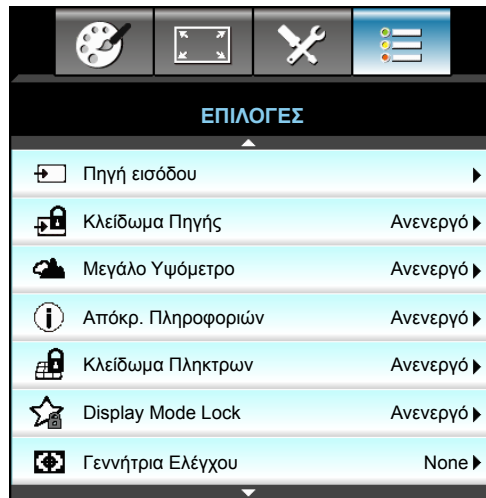 ΕΠΙΛΟΓΕΣ
Πηγή εισόδου
Κλείδωμα Πηγής Ανενεργό
Μεγάλο Υψόμετρο Ανενεργό
Απόκρ. Πληροφοριών Ανενεργό
Κλείδωμα Πληκτρων Ανενεργό
Display Mode Lock Ανενεργό
Γεννήτρια Ελέγχου None